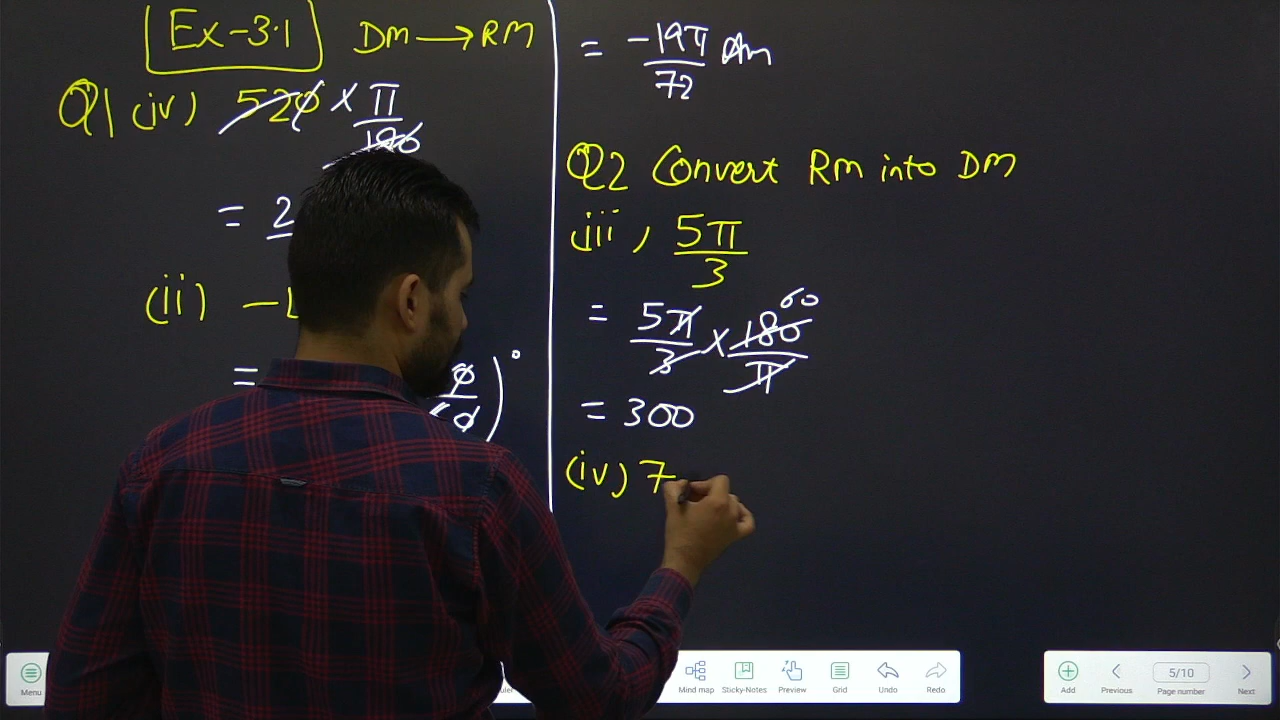 Ex-3.1 DM → RM
Q1 (iv) 520 × π/180
= 2
(ii) -
=
= -19π/72
Q2 Convert RM into DM
iii, 5π/3
= 5π/3 × 180/π 60
= 300
(iv) 7
Menu Mind map Sticky-Notes Preview Grid Undo Redo Add Previous 5/10 Page number Next